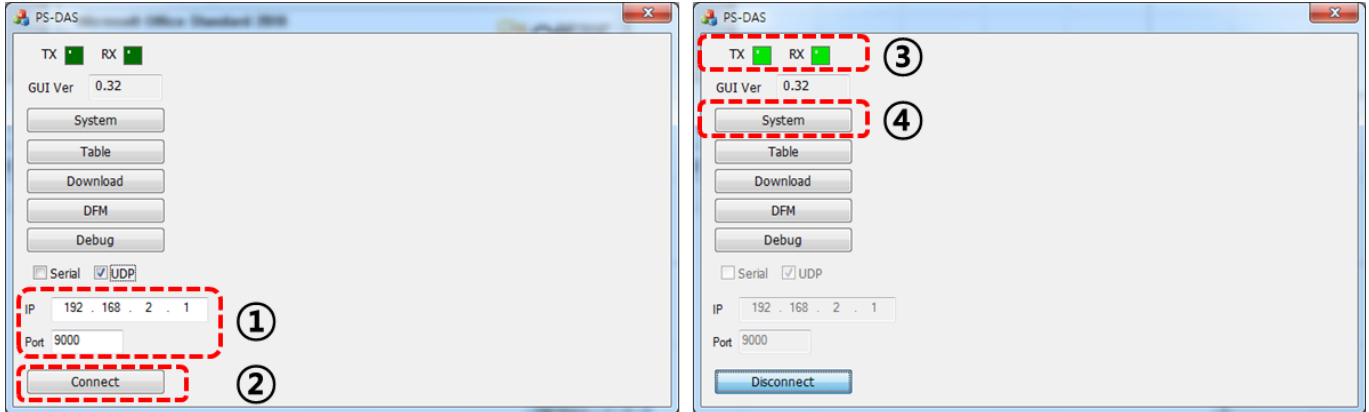 PS-DAS
TX RX
GUI Ver 0.32
System
Table
Download
DFM
Debug
Serial UDP
IP 192 . 168 . 2 . 1
①
Port 9000
Connect
②
PS-DAS
TX RX
③
GUI Ver 0.32
System
④
Table
Download
DFM
Debug
Serial UDP
IP 192 . 168 . 2 . 1
Port 9000
Disconnect